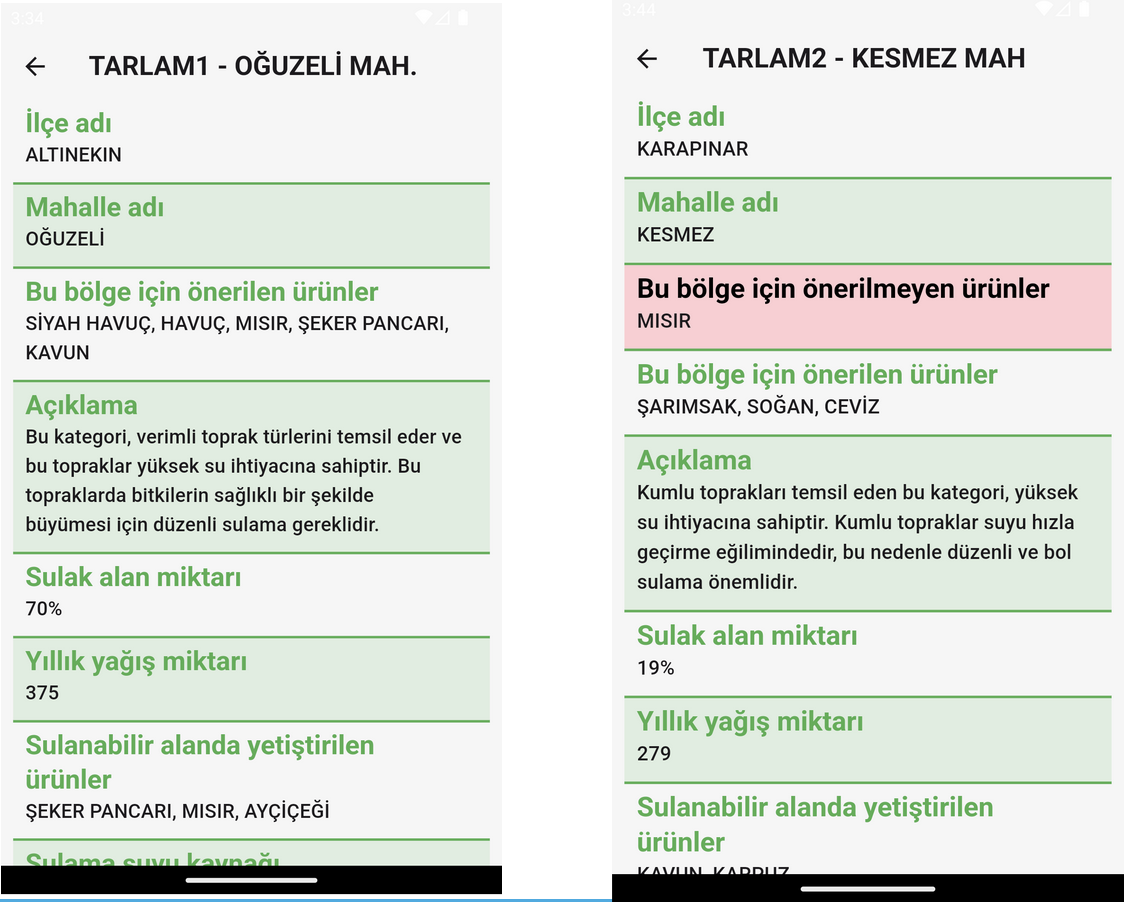 3:34
TARLAM1 - OĞUZELİ MAH.
İlçe adı
ALTINEKIN
Mahalle adı
OĞUZELİ
Bu bölge için önerilen ürünler
SİYAH HAVUÇ, HAVUÇ, MISIR, ŞEKER PANCARI,
KAVUN
Açıklama
Bu kategori, verimli toprak türlerini temsil eder ve
bu topraklar yüksek su ihtiyacına sahiptir. Bu
topraklarda bitkilerin sağlıklı bir şekilde
büyümesi için düzenli sulama gereklidir.
Sulak alan miktarı
70%
Yıllık yağış miktarı
375
Sulanabilir alanda yetiştirilen
ürünler
ŞEKER PANCARI, MISIR, AYÇİÇEĞİ
Sulama suyu kaynağı
3:44
TARLAM2 - KESMEZ MAH
İlçe adı
KARAPINAR
Mahalle adı
KESMEZ
Bu bölge için önerilmeyen ürünler
MISIR
Bu bölge için önerilen ürünler
ŞARIMSAK, SOĞAN, CEVİZ
Açıklama
Kumlu toprakları temsil eden bu kategori, yüksek
su ihtiyacına sahiptir. Kumlu topraklar suyu hızla
geçirme eğilimindedir, bu nedenle düzenli ve bol
sulama önemlidir.
Sulak alan miktarı
19%
Yıllık yağış miktarı
279
Sulanabilir alanda yetiştirilen
ürünler
KAVUN, KARPUZ